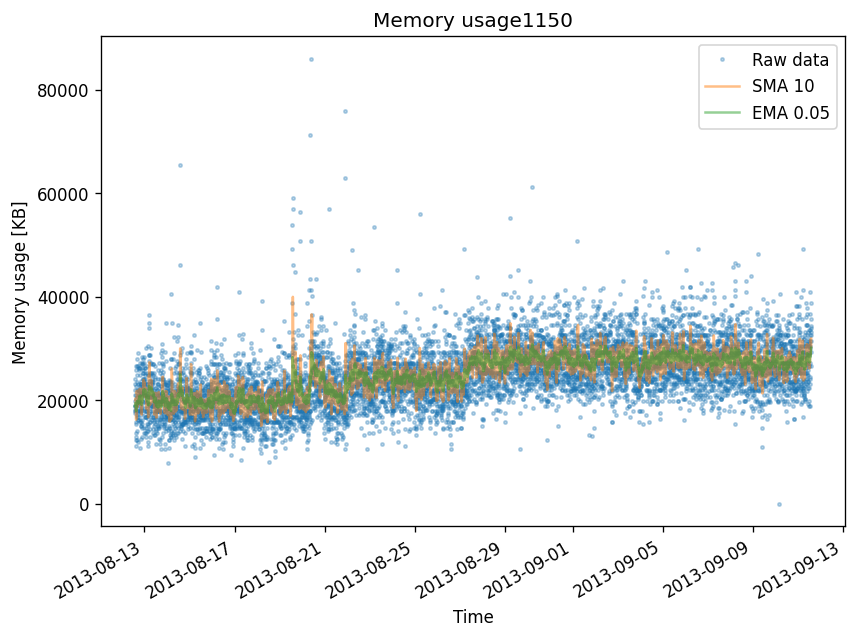 Memory usage1150
Raw data
SMA 10
EMA 0.05
80000
60000
40000
20000
0
Memory usage [KB]
2013-08-13
2013-08-17
2013-08-21
2013-08-25
2013-08-29
2013-09-01
2013-09-05
2013-09-09
2013-09-13
Time